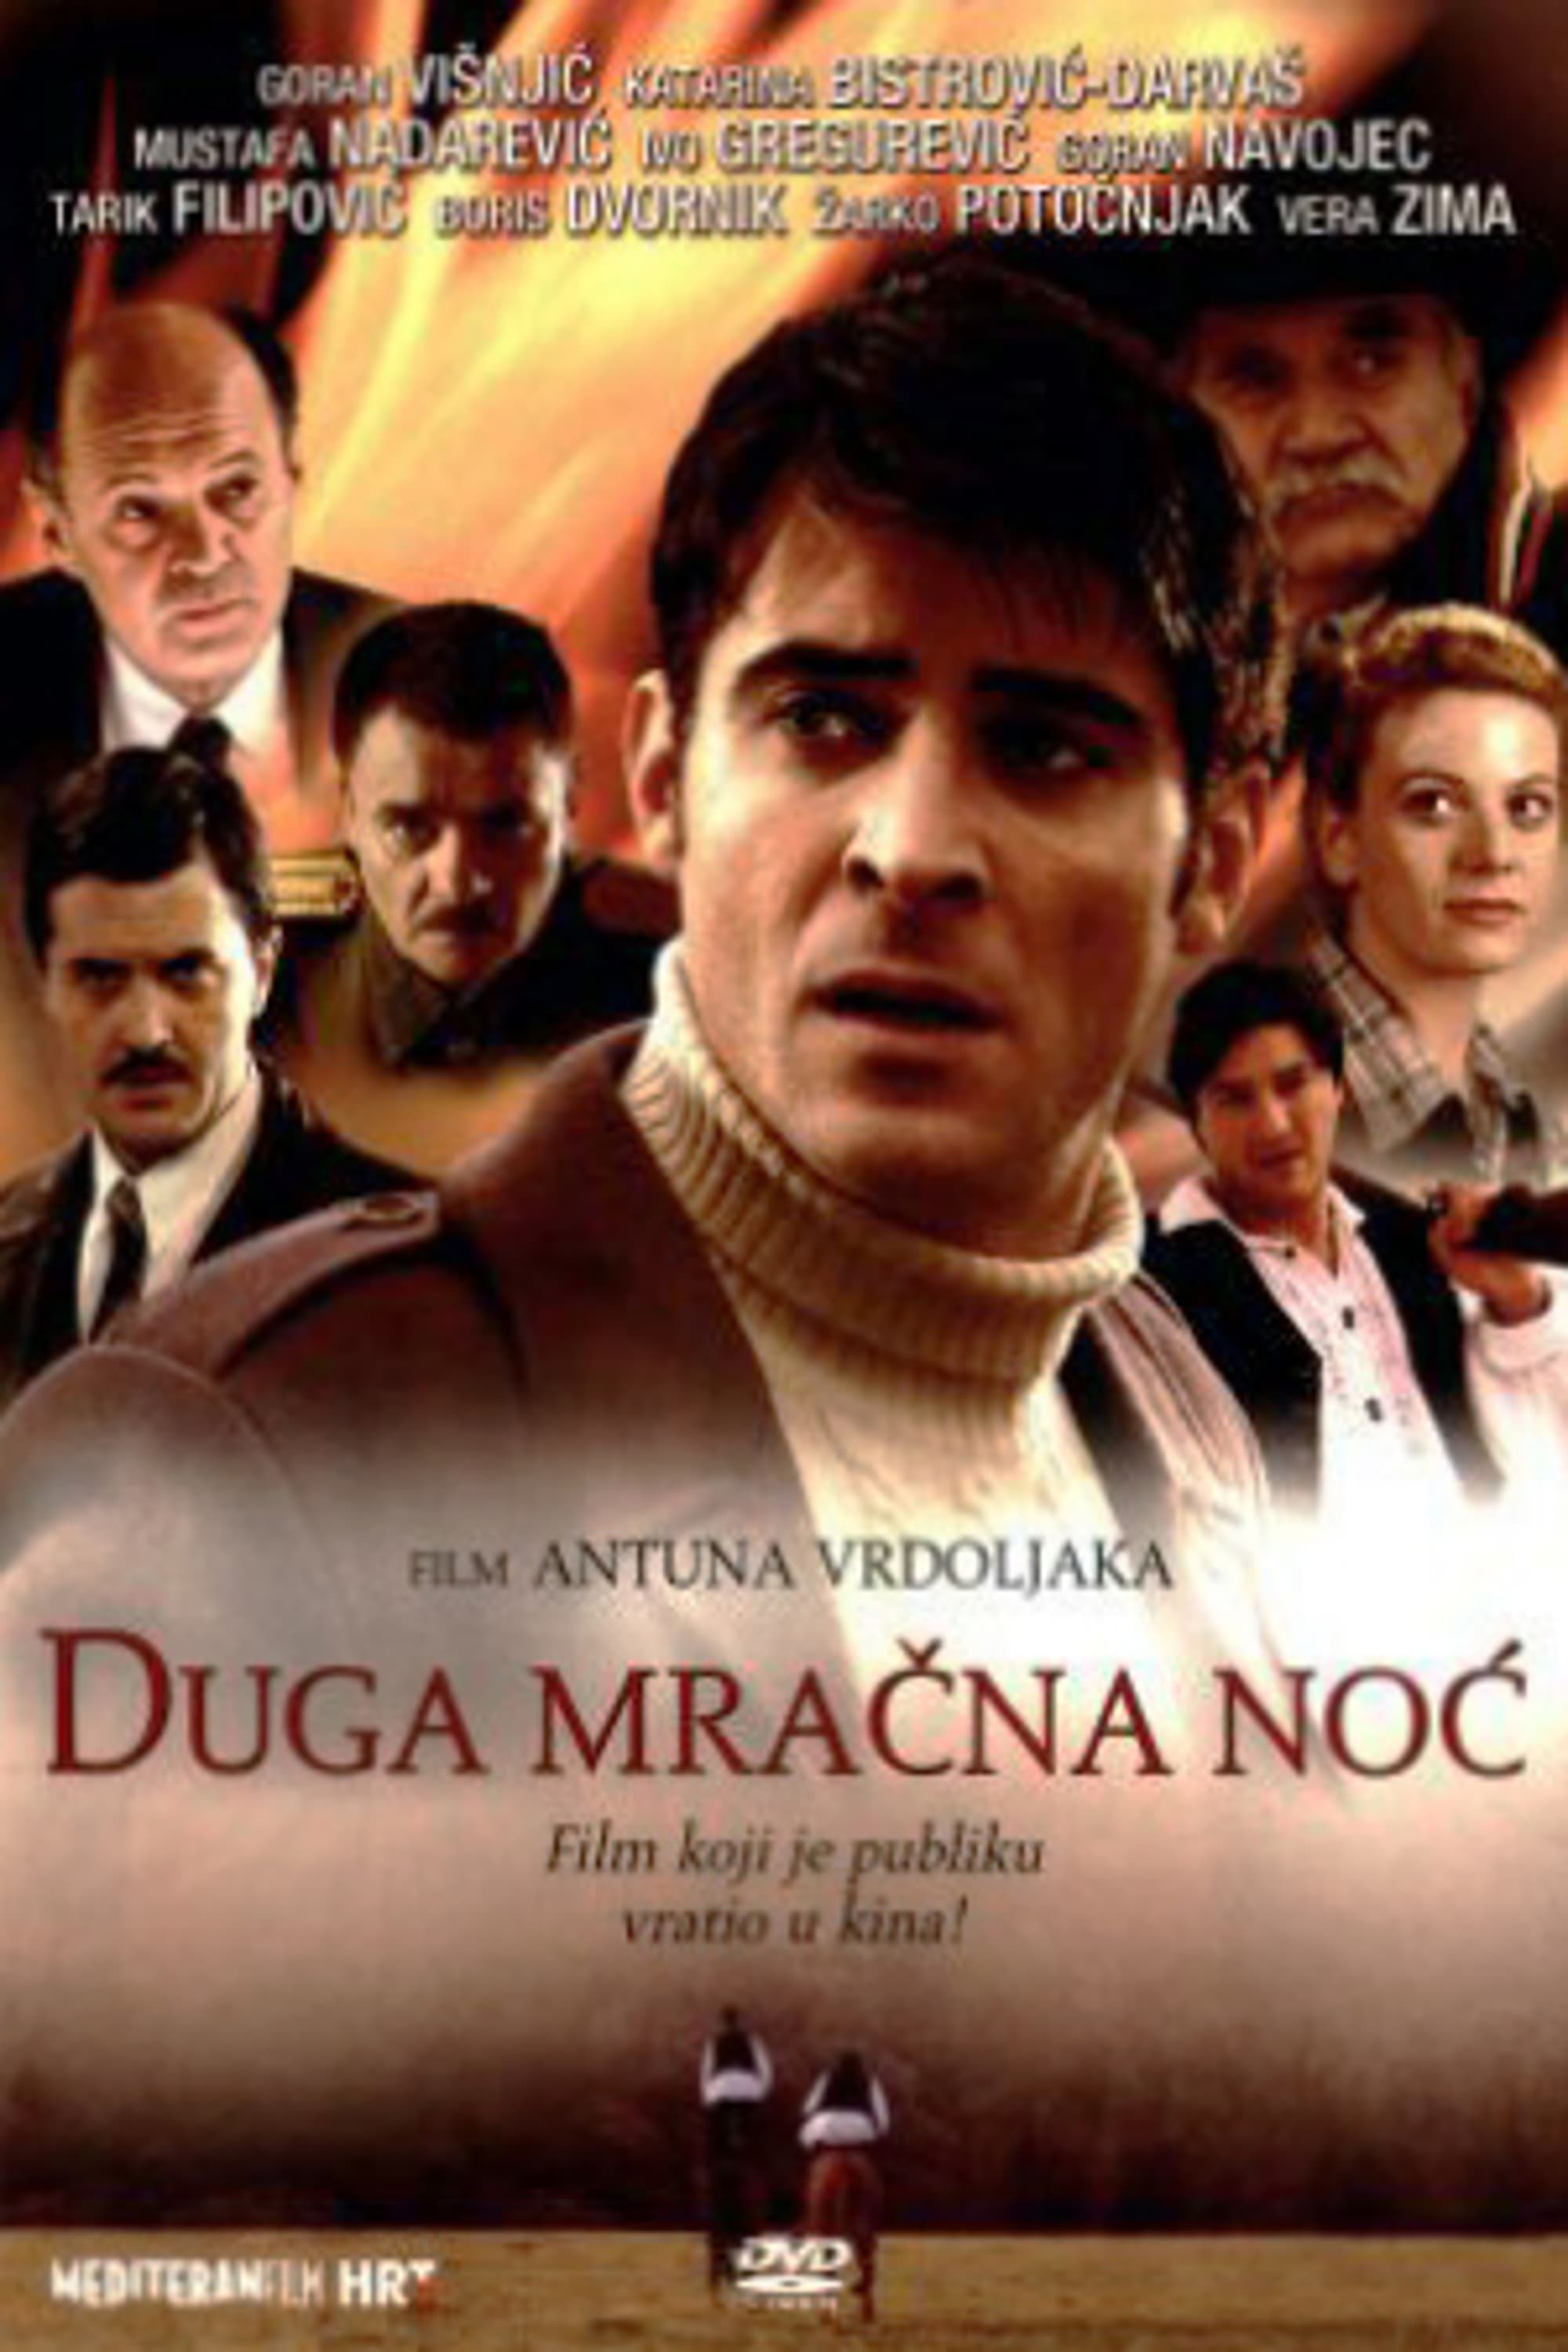 GORAN VIŠNJIĆ KATARINA BISTROVIĆ-DARVAŠ
MUSTAFA NADAREVIĆ IVO GREGUREVIĆ GORAN NAVOJEC
TARIK FILIPOVIĆ BORIS DVORNIK ŽARKO POTOČNJAK VERA ZIMA
FILM ANTUNA VRDOLJAKA
DUGA MRAČNA NOĆ
Film koji je publiku
vratio u kina!
MEDITERANFILM HRT
DVD